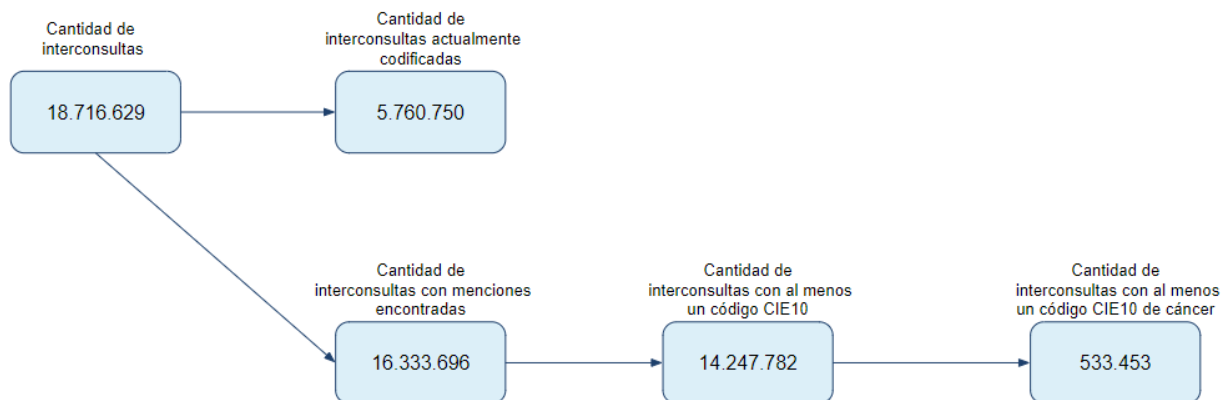 Cantidad de
interconsultas
18.716.629
Cantidad de
interconsultas actualmente
codificadas
5.760.750
Cantidad de
interconsultas con menciones
encontradas
16.333.696
Cantidad de
interconsultas con al menos
un código CIE10
14.247.782
Cantidad de
interconsultas con al menos
un código CIE10 de cáncer
533.453